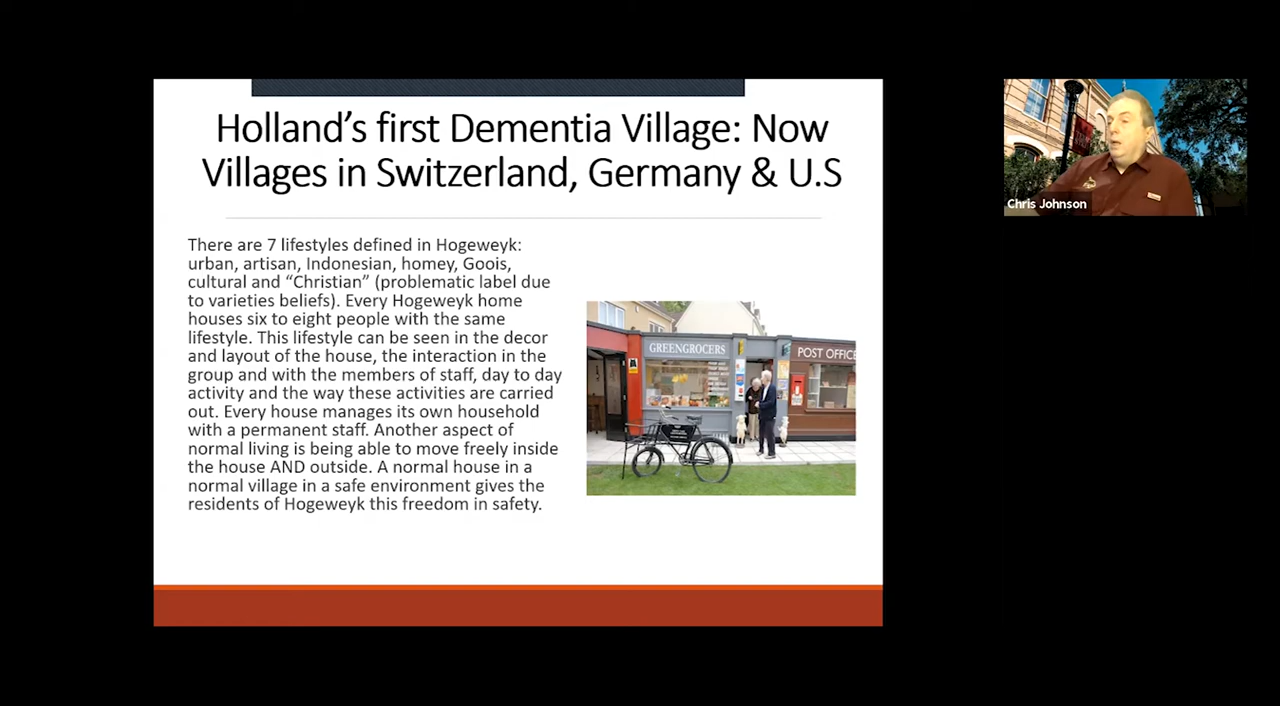 Holland’s first Dementia Village: Now
Villages in Switzerland, Germany & U.S
There are 7 lifestyles defined in Hogeweyk:
urban, artisan, Indonesian, homey, Goois,
cultural and “Christian” (problematic label due
to varieties beliefs). Every Hogeweyk home
houses six to eight people with the same
lifestyle. This lifestyle can be seen in the decor
and layout of the house, the interaction in the
group and with the members of staff, day to day
activity and the way these activities are carried
out. Every house manages its own household
with a permanent staff. Another aspect of
normal living is being able to move freely inside
the house AND outside. A normal house in a
normal village in a safe environment gives the
residents of Hogeweyk this freedom in safety.
GREENGROCERS
POST OFFICE
Chris Johnson